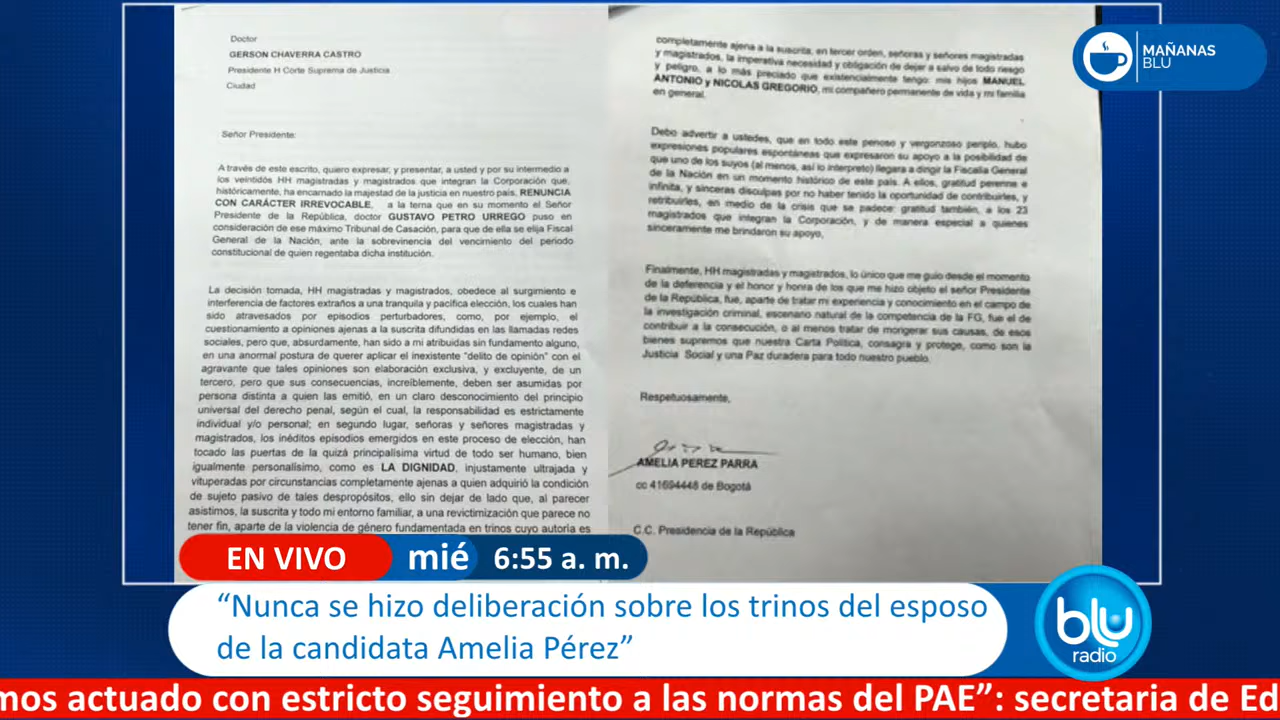 Doctor
GERSON CHAVERRA CASTRO
Presidente H Corte Suprema de Justicia
Ciudad
Señor Presidente:
A través de este escrito, quiero expresar, y presentar, a usted y por su intermedio a
los veintidós HH magistradas y magistrados que integran la Corporación que,
históricamente, ha encarnado la majestad de la justicia en nuestro país, RENUNCIA
CON CARÁCTER IRREVOCABLE, a la terna que en su momento el Señor
Presidente de la República, doctor GUSTAVO PETRO URREGO puso en
consideración de ese máximo Tribunal de Casación, para que de ella se elija Fiscal
General de la Nación, ante la sobrevinencia del vencimiento del periodo
constitucional de quien regentaba dicha institución.
La decisión tomada, HH magistradas y magistrados, obedece al surgimiento e
interferencia de factores extraños a una tranquila y pacífica elección, los cuales han
sido atravesados por episodios perturbadores, como, por ejemplo, el
cuestionamiento a opiniones ajenas a la suscrita difundidas en las llamadas redes
sociales, pero que, absurdamente, han sido a mi atribuidas sin fundamento alguno,
en una anormal postura de querer aplicar el inexistente "delito de opinión" con el
agravante que tales opiniones son elaboración exclusiva, y excluyente, de un
tercero, pero que sus consecuencias, increíblemente, deben ser asumidas por
persona distinta a quien las emitió, en un claro desconocimiento del principio
universal del derecho penal, según el cual, la responsabilidad es estrictamente
individual y/o personal; en segundo lugar, señoras y señores magistradas y
magistrados, los inéditos episodios emergidos en este proceso de elección, han
tocado las puertas de la quizá principalísima virtud de todo ser humano, bien
igualmente personalísimo, como es LA DIGNIDAD, injustamente ultrajada y
vituperada por circunstancias completamente ajenas a quien adquirió la condición
de sujeto pasivo de tales despropósitos, ello sin dejar de lado que, al parecer
asistimos, la suscrita y todo mi entorno familiar, a una revictimización que parece no
tener fin, aparte de la violencia de género fundamentada en trinos cuyo autoría es
completamente ajena a la suscrita, en tercer orden, señoras y señores magistradas
y magistrados, la imperativa necesidad y obligación de dejar a salvo de todo riesgo
y peligro, a lo más preciado que existencialmente tengo: mis hijos MANUEL
ANTONIO y NICOLAS GREGORIO, mi compañero permanente de vida y mi familia
en general.
Debo advertir a ustedes, que en todo este penoso y vergonzoso periplo, hubo
expresiones populares espontáneas que expresaron su apoyo a la posibilidad de
que uno de los suyos (al menos, así lo interpreto) llegara a dirigir la Fiscalía General
de la Nación en un momento histórico de este país. A ellos, gratitud perenne e
infinita, y sinceras disculpas por no haber tenido la oportunidad de contribuirles, y
retribuirles, en medio de la crisis que se padece: gratitud también, a los 23
magistrados que integran la Corporación, y de manera especial a quienes
sinceramente me brindaron su apoyo,
Finalmente, HH magistradas y magistrados, lo único que me guio desde el momento
de la deferencia y el honor y honra de los que me hizo objeto el señor Presidente
de la República, fue, aparte de tratar mi experiencia y conocimiento en el campo de
la investigación criminal, escenario natural de la competencia de la FG, fue el de
contribuir a la consecución, o al menos tratar de morigerar sus causas, de esos
bienes supremos que nuestra Carta Política, consagra y protege, como son la
Justicia Social y una Paz duradera para todo nuestro pueblo.
Respetuosamente,
AMELIA PEREZ PARRA
cc 41694448 de Bogotá
C.C. Presidencia de la República
MAÑANAS
BLU
EN VIVO mié 6:55 a. m.
“Nunca se hizo deliberación sobre los trinos del esposo
de la candidata Amelia Pérez”
blu
radio
mos actuado con estricto seguimiento a las normas del PAE”: secretaria de Ed